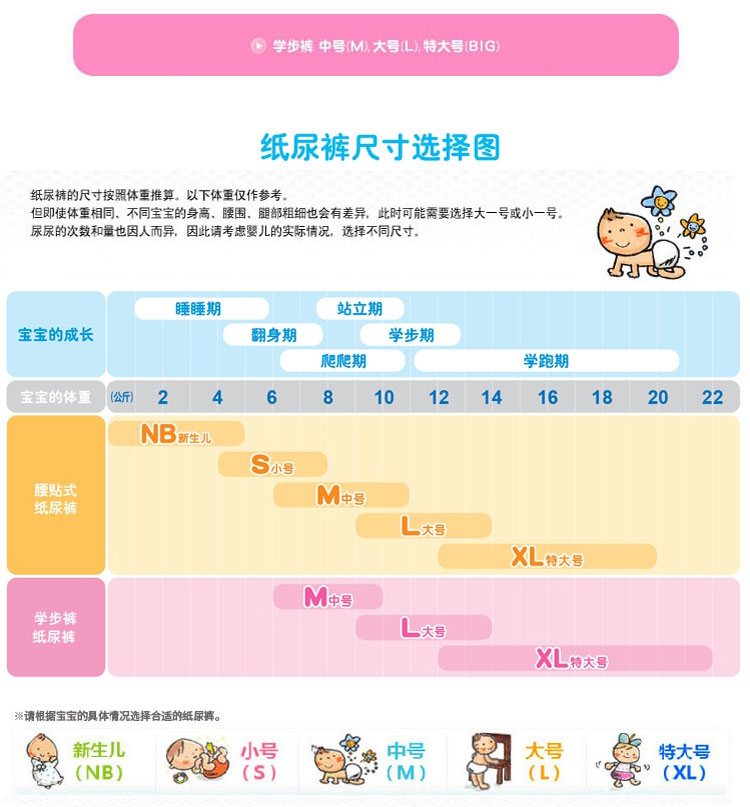 学步裤 中号(M),大号(L),特大号(BIG)
纸尿裤尺寸选择图
纸尿裤的尺寸按照体重推算。以下体重仅作参考。
但即使体重相同、不同宝宝的身高、腰围、腿部粗细也会有差异，此时可能需要选择大一号或小一号。
尿尿的次数和量也因人而异，因此请考虑婴儿的实际情况，选择不同尺寸。
宝宝的成长
睡睡期 站立期
翻身期 学步期
爬爬期 学跑期
宝宝的体重 (公斤) 2 4 6 8 10 12 14 16 18 20 22
腰贴式
纸尿裤
NB新生儿
S小号
M中号
L大号
XL特大号
学步裤
纸尿裤
M中号
L大号
XL特大号
※请根据宝宝的具体情况选择合适的纸尿裤。
新生儿 小号 中号 大号 特大号
（NB） （S） （M） （L） （XL）